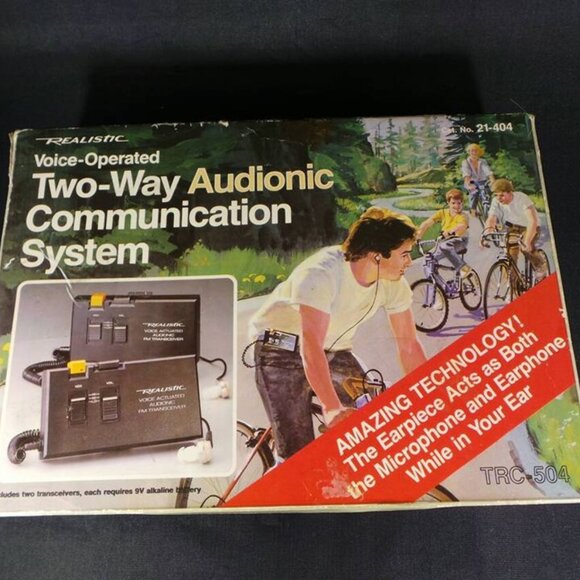 REALISTIC
Cat. No. 21-404
Voice-Operated
Two-Way Audionic
Communication
System
REALISTIC
VOICE ACTUATED
AUDIONIC
FM TRANSCEIVER
REALISTIC
VOICE ACTUATED
AUDIONIC
FM TRANSCEIVER
AMAZING TECHNOLOGY!
The Earpiece Acts as Both
the Microphone and Earphone
While in Your Ear
TRC-504
cludes two transceivers, each requires 9V alkaline battery